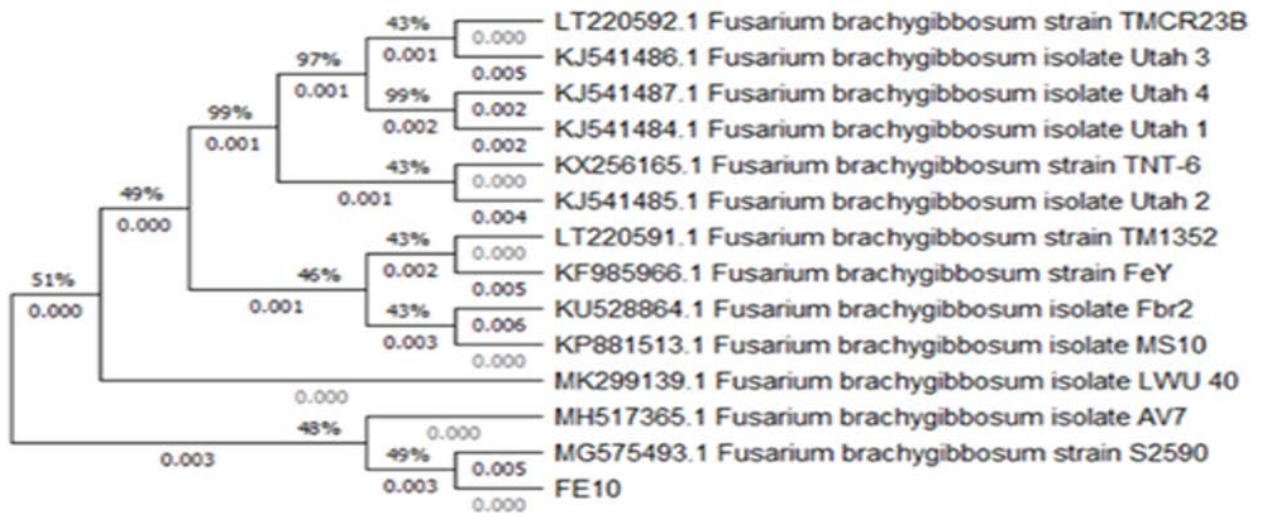 43% LT220592.1 Fusarium brachygibbosum strain TMCR23B
0.000
97% 0.001 KJ541486.1 Fusarium brachygibbosum isolate Utah 3
0.005
0.001 99% KJ541487.1 Fusarium brachygibbosum isolate Utah 4
0.002
99% 0.002 KJ541484.1 Fusarium brachygibbosum isolate Utah 1
0.001 0.002
43% KX256165.1 Fusarium brachygibbosum strain TNT-6
0.000
49% 0.001 KJ541485.1 Fusarium brachygibbosum isolate Utah 2
0.000 0.004
43% LT220591.1 Fusarium brachygibbosum strain TM1352
0.000
51% 46% 0.002 KF985966.1 Fusarium brachygibbosum strain FeY
0.005
0.000 0.001 43% KU528864.1 Fusarium brachygibbosum isolate Fbr2
0.006
0.003 KP881513.1 Fusarium brachygibbosum isolate MS10
0.000
MK299139.1 Fusarium brachygibbosum isolate LWU 40
0.000
48% MH517365.1 Fusarium brachygibbosum isolate AV7
0.000
0.003 49% MG575493.1 Fusarium brachygibbosum strain S2590
0.005
0.003 FE10
0.000